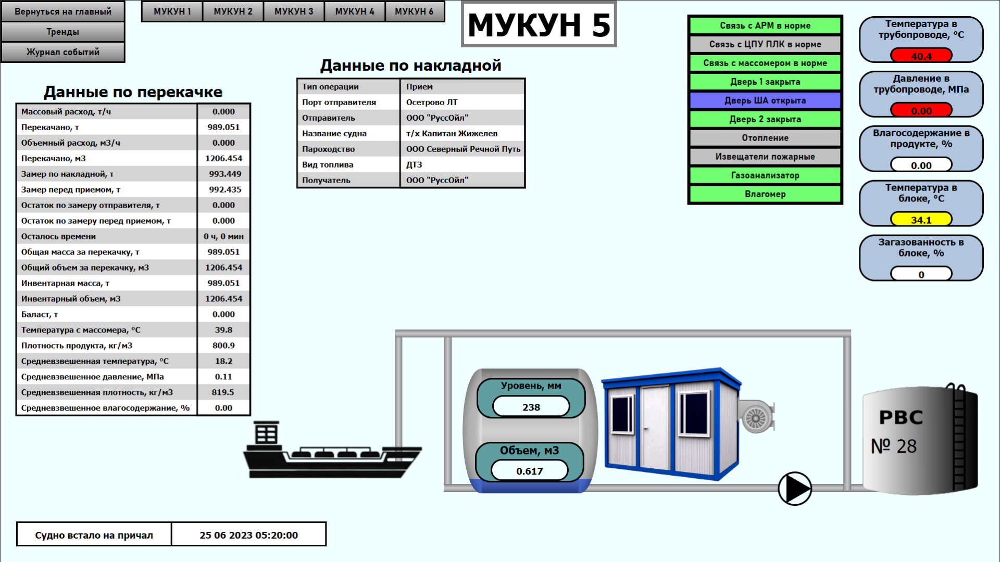 Вернуться на главный
Тренды
Журнал событий
МУКУН 1
МУКУН 2
МУКУН 3
МУКУН 4
МУКУН 6
МУКУН 5
Данные по перекачке
Массовый расход, т/ч 0.000
Перекачано, т 989.051
Объемный расход, м3/ч 0.000
Перекачано, м3 1206.454
Замер по накладной, т 993.449
Замер перед приемом, т 992.435
Остаток по замеру отправителя, т 0.000
Остаток по замеру перед приемом, т 0.000
Осталось времени 0 ч, 0 мин
Общая масса за перекачку, т 989.051
Общий объем за перекачку, м3 1206.454
Инвентарная масса, т 989.051
Инвентарный объем, м3 1206.454
Баласт, т 0.000
Температура с массомера, °С 39.8
Плотность продукта, кг/м3 800.9
Средневзвешенная температура, °С 18.2
Средневзвешенное давление, МПа 0.11
Средневзвешенная плотность, кг/м3 819.5
Средневзвешенное влагосодержание, % 0.00
Данные по накладной
Тип операции Прием
Порт отправителя Осетрово ЛТ
Отправитель ООО "РуссОйл"
Название судна т/х Капитан Жижелев
Пароходство ООО Северный Речной Путь
Вид топлива ДТЗ
Получатель ООО "РуссОйл"
Связь с АРМ в норме
Связь с ЦПУ ПЛК в норме
Связь с массомером в норме
Дверь 1 закрыта
Дверь ША открыта
Дверь 2 закрыта
Отопление
Извещатели пожарные
Газоанализатор
Влагомер
Температура в
трубопроводе, °С
40.4
Давление в
трубопроводе, МПа
0.00
Влагосодержание в
продукте, %
0.00
Температура в
блоке, °С
34.1
Загазованность в
блоке, %
0
Уровень, мм
238
Объем, м3
0.617
РВС
№ 28
Судно встало на причал 25 06 2023 05:20:00